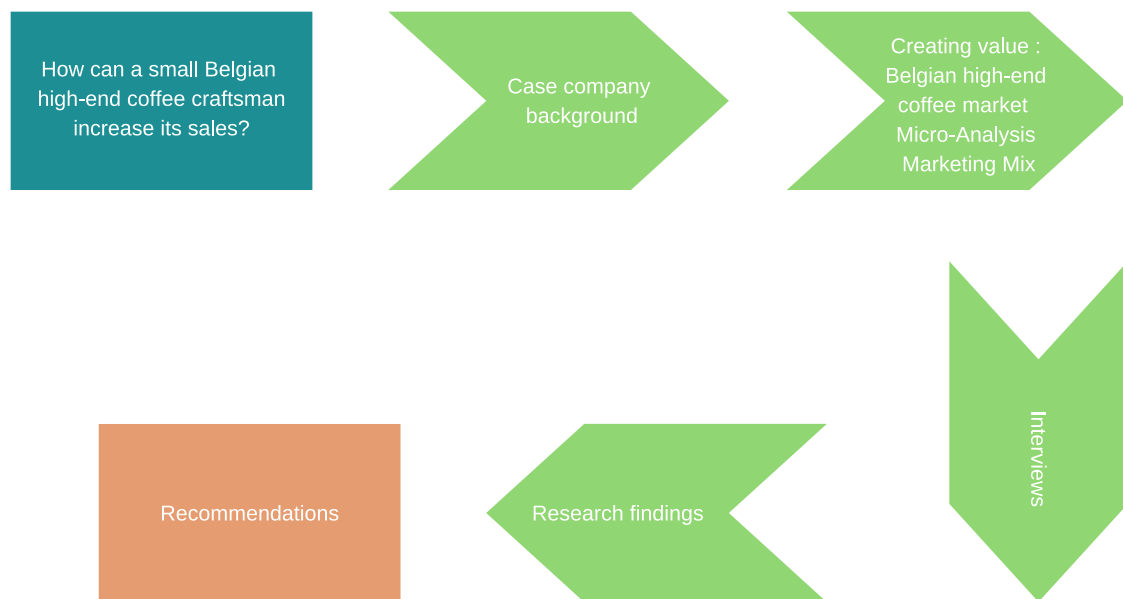 How can a small Belgian
high-end coffee craftsman
increase its sales?
Case company
background
Creating value :
Belgian high-end
coffee market
Micro-Analysis
Marketing Mix
Interviews
Research findings
Recommendations